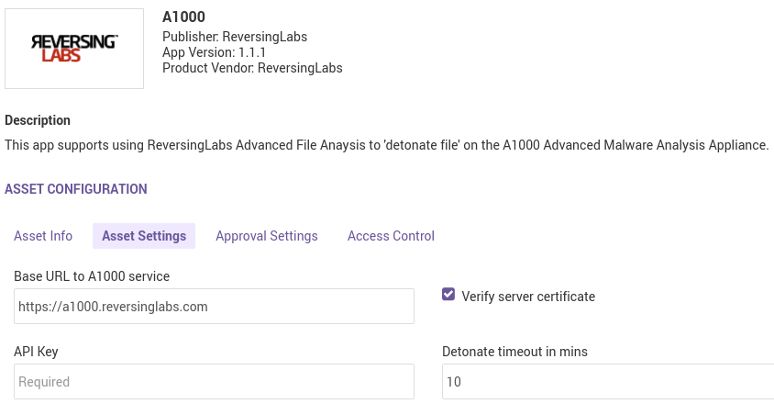 REVERSING
LABS
A1000
Publisher: ReversingLabs
App Version: 1.1.1
Product Vendor: ReversingLabs
Description
This app supports using ReversingLabs Advanced File Anaysis to 'detonate file' on the A1000 Advanced Malware Analysis Appliance.
ASSET CONFIGURATION
Asset Info
Asset Settings
Approval Settings
Access Control
Base URL to A1000 service
https://a1000.reversinglabs.com
Verify server certificate
API Key
Required
Detonate timeout in mins
10